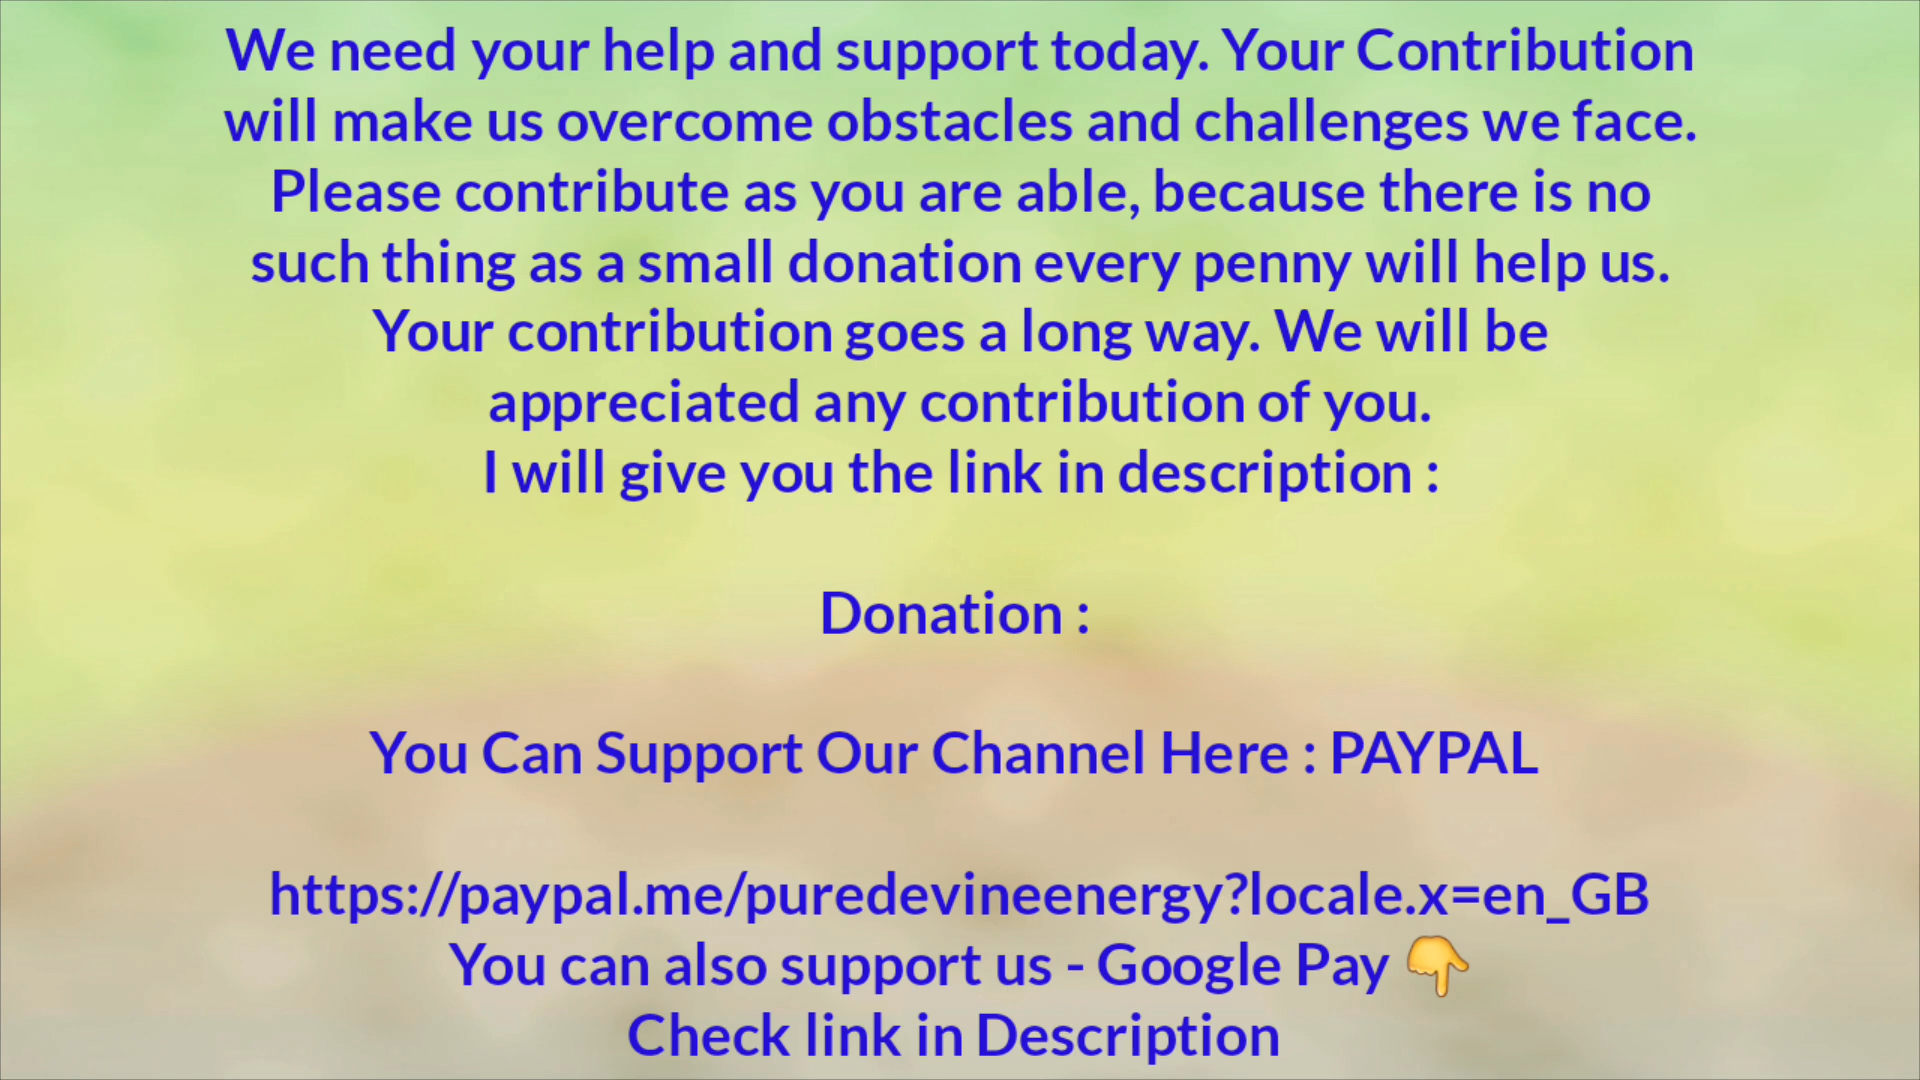 We need your help and support today. Your Contribution
will make us overcome obstacles and challenges we face.
Please contribute as you are able, because there is no
such thing as a small donation every penny will help us.
Your contribution goes a long way. We will be
appreciated any contribution of you.
I will give you the link in description :
Donation :
You Can Support Our Channel Here : PAYPAL
https://paypal.me/puredevineenergy?locale.x=en_GB
You can also support us - Google Pay 👇
Check link in Description